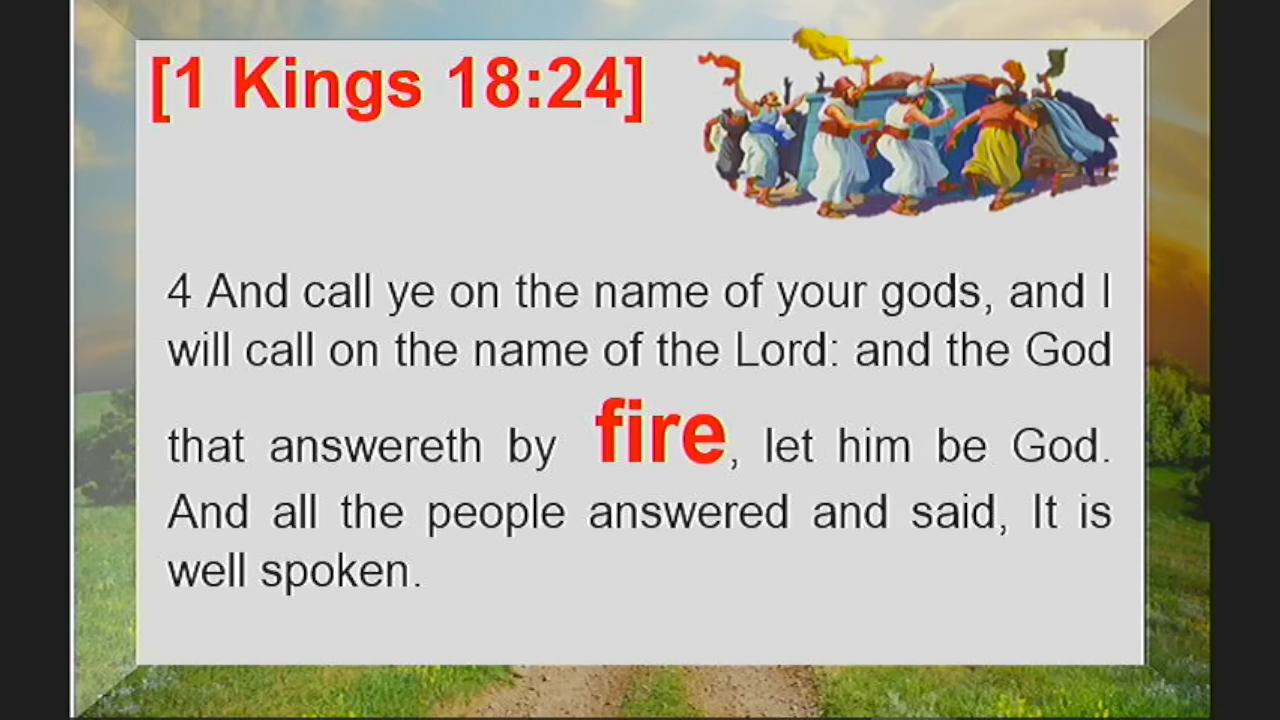 [1 Kings 18:24]
4 And call ye on the name of your gods, and I
will call on the name of the Lord: and the God
that answereth by fire, let him be God.
And all the people answered and said, It is
well spoken.